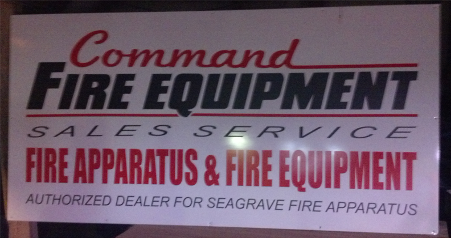 Command
FIRE EQUIPMENT
SALES SERVICE
FIRE APPARATUS & FIRE EQUIPMENT
AUTHORIZED DEALER FOR SEAGRAVE FIRE APPARATUS